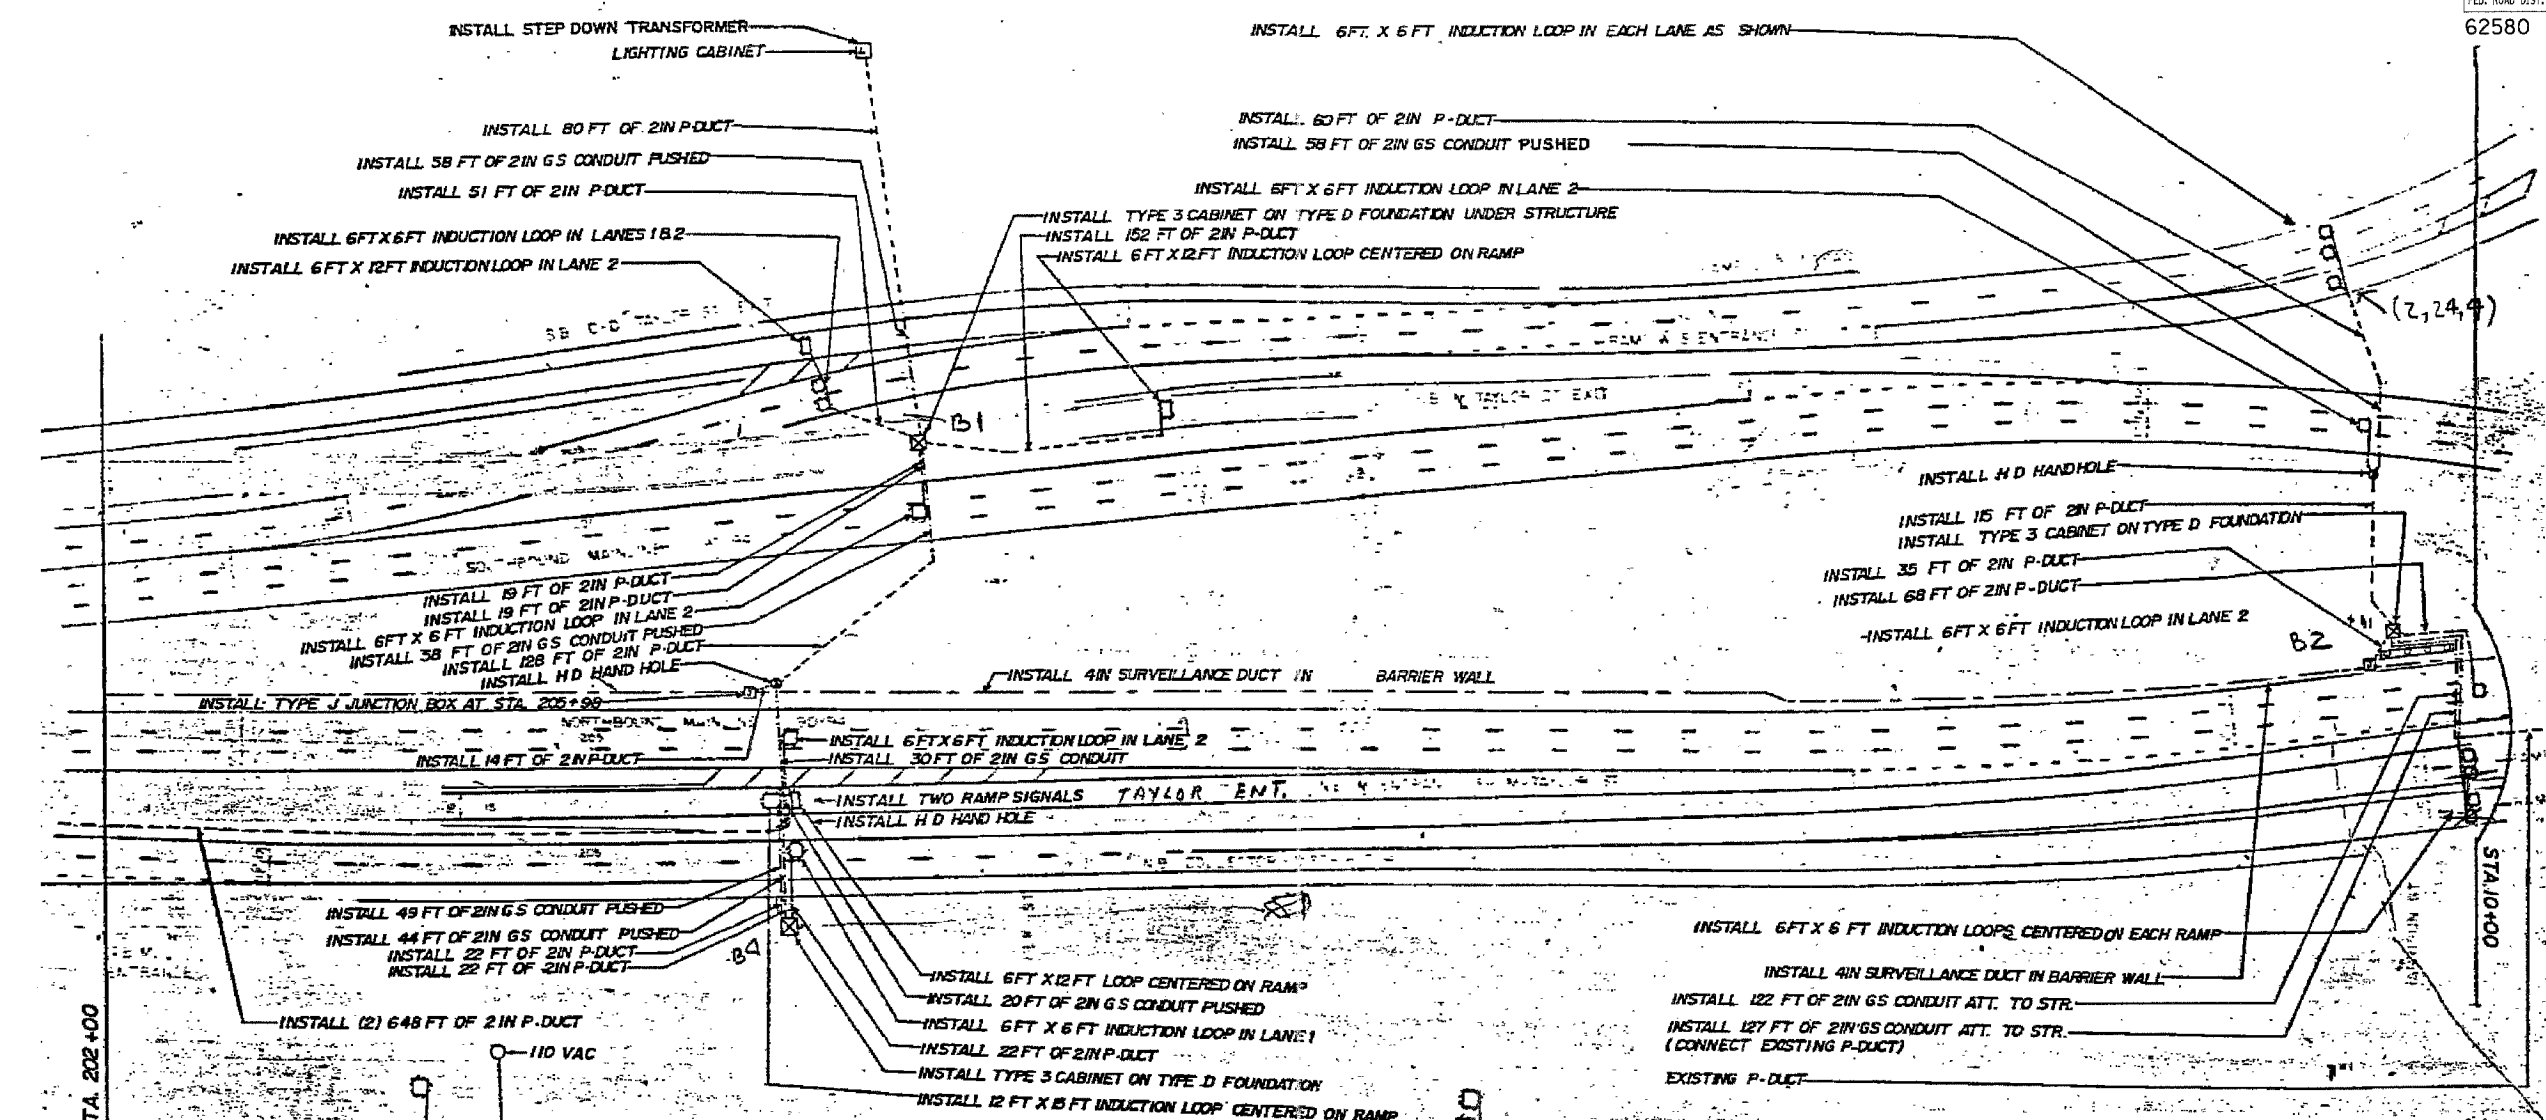 62580
INSTALL STEP DOWN TRANSFORMER
LIGHTING CABINET
INSTALL 80 FT OF 2IN P-DUCT
INSTALL 58 FT OF 2IN GS CONDUIT PUSHED
INSTALL 51 FT OF 2IN P-DUCT
INSTALL 6FT X 6FT INDUCTION LOOP IN LANES 1&2
INSTALL 6FT X 12FT INDUCTION LOOP IN LANE 2
INSTALL 6FT. X 6 FT INDUCTION LOOP IN EACH LANE AS SHOWN
INSTALL 60 FT OF 2IN P-DUCT
INSTALL 58 FT OF 2IN GS CONDUIT PUSHED
INSTALL 6FT X 6FT INDUCTION LOOP IN LANE 2
INSTALL TYPE 3 CABINET ON TYPE D FOUNDATION UNDER STRUCTURE
INSTALL 152 FT OF 2IN P-DUCT
INSTALL 6 FT X 12FT INDUCTION LOOP CENTERED ON RAMP
(2,24,4)
TAYLOR ST EXIT
B1
INSTALL H D HANDHOLE
INSTALL 115 FT OF 2IN P-DUCT
INSTALL TYPE 3 CABINET ON TYPE D FOUNDATION
INSTALL 35 FT OF 2IN P-DUCT
INSTALL 68 FT OF 2IN P-DUCT
INSTALL 6FT X 6FT INDUCTION LOOP IN LANE 2
B2
SOUTHBOUND MAINLINE
INSTALL 19 FT OF 2IN P-DUCT
INSTALL 19 FT OF 2IN P-DUCT
INSTALL 6FT X 6 FT INDUCTION LOOP IN LANE 2
INSTALL 58 FT OF 2IN GS CONDUIT PUSHED
INSTALL 128 FT OF 2IN P-DUCT
INSTALL H D HAND HOLE
INSTALL TYPE J JUNCTION BOX AT STA. 205+98
INSTALL 4IN SURVEILLANCE DUCT IN BARRIER WALL
NORTHBOUND
INSTALL 14 FT OF 2IN P-DUCT
INSTALL 6FT X 6FT INDUCTION LOOP IN LANE 2
INSTALL 30 FT OF 2IN GS CONDUIT
INSTALL TWO RAMP SIGNALS
TAYLOR ENT.
INSTALL H D HAND HOLE
INSTALL 49 FT OF 2IN GS CONDUIT PUSHED
INSTALL 44 FT OF 2IN GS CONDUIT PUSHED
INSTALL 22 FT OF 2IN P-DUCT
INSTALL 22 FT OF 2IN P-DUCT
B4
INSTALL 6FT X 12 FT LOOP CENTERED ON RAMP
INSTALL 20 FT OF 2IN GS CONDUIT PUSHED
INSTALL 6FT X 6FT INDUCTION LOOP IN LANE 1
INSTALL 22 FT OF 2IN P-DUCT
INSTALL TYPE 3 CABINET ON TYPE D FOUNDATION
INSTALL 12 FT X 15 FT INDUCTION LOOP CENTERED ON RAMP
INSTALL (2) 648 FT OF 2 IN P-DUCT
110 VAC
TA. 202+00
INSTALL 6FT X 6 FT INDUCTION LOOPS CENTERED ON EACH RAMP
INSTALL 4IN SURVEILLANCE DUCT IN BARRIER WALL
INSTALL 122 FT OF 2IN GS CONDUIT ATT. TO STR.
INSTALL 127 FT OF 2IN GS CONDUIT ATT. TO STR.
(CONNECT EXISTING P-DUCT)
EXISTING P-DUCT
STA. 10+00